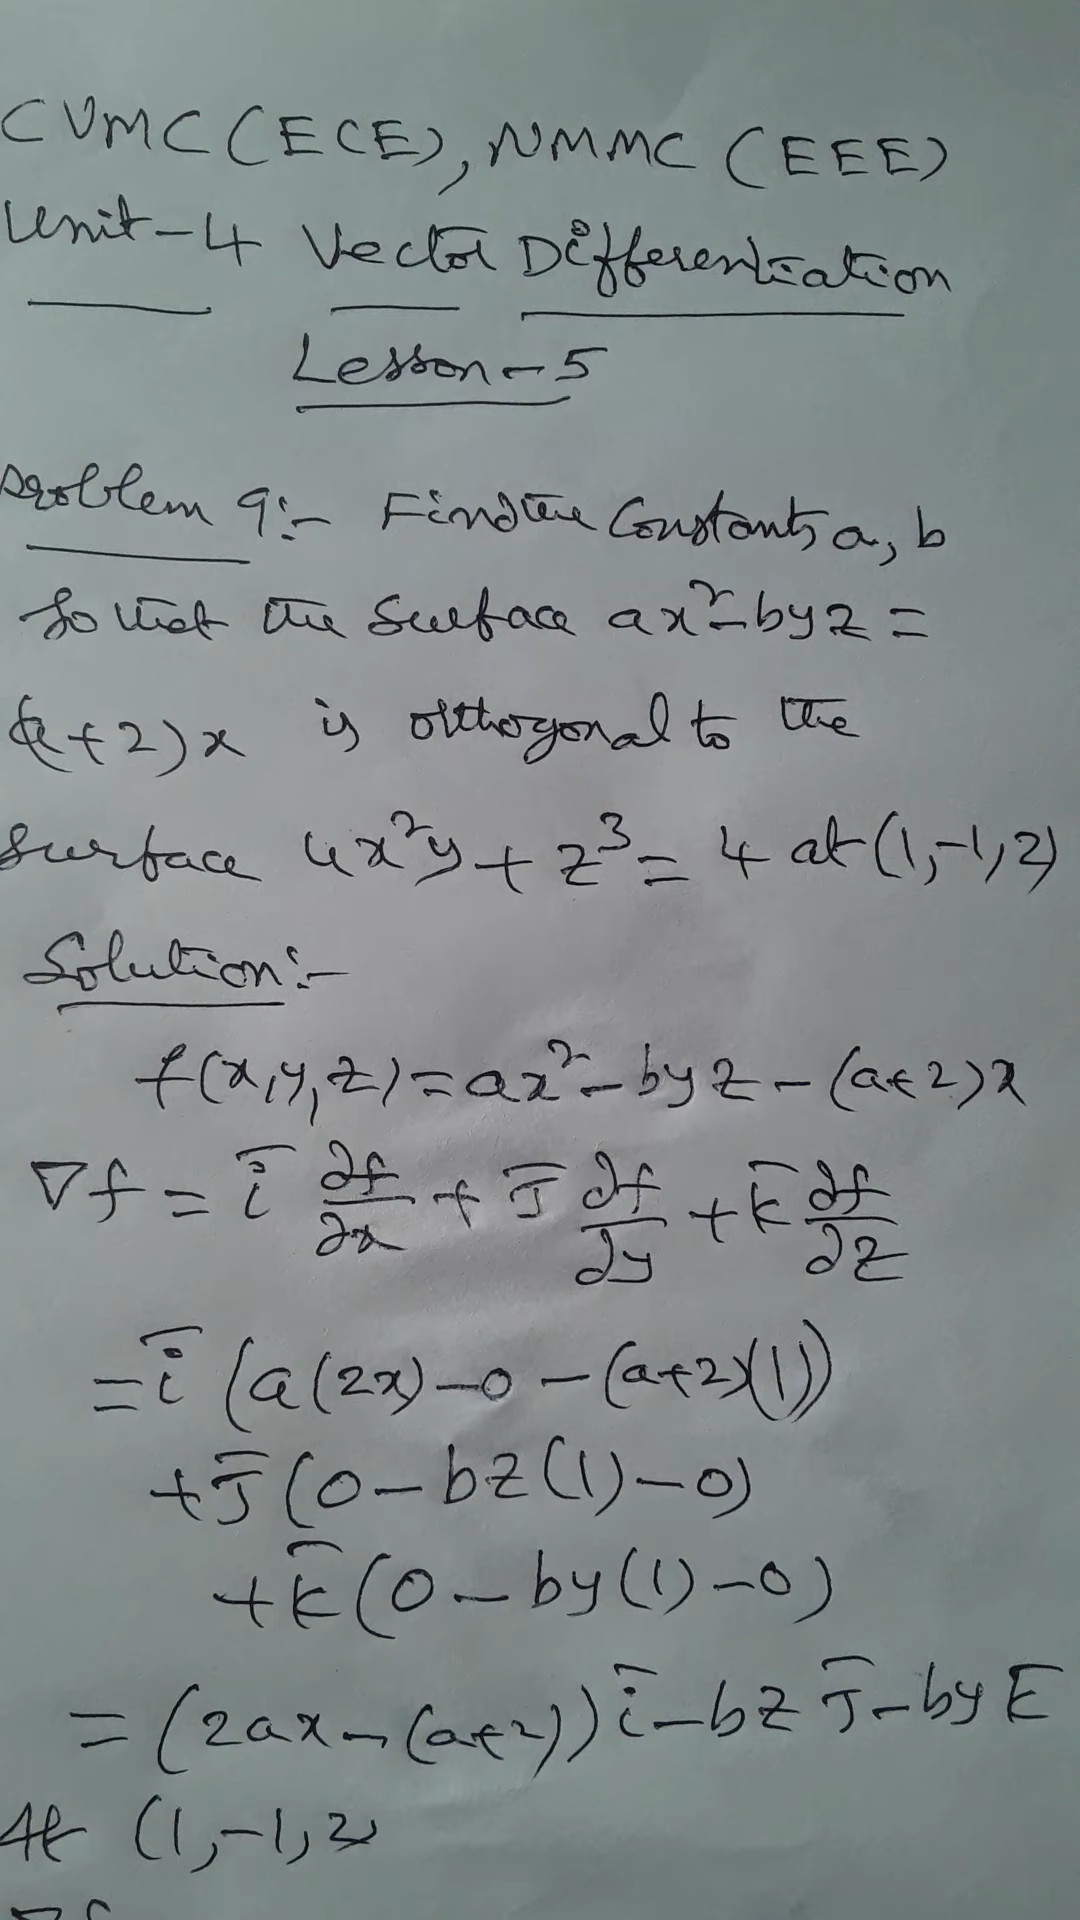 CVMC (ECE), NMMC (EEE)
Unit-4 Vector Differentiation
Lesson-5
Problem 9:- Find the Constants a, b
So that the Surface ax²-byz =
(a+2)x is orthogonal to the
Surface 4x²y + z³ = 4 at (1,-1,2)
Solution:-
f(x,y,z) = ax² - byz - (a+2)x
∇f = i̅ ∂f/∂x + J̅ ∂f/∂y + k̅ ∂f/∂z
= i̅ (a(2x) - 0 - (a+2)(1))
+ J̅ (0 - bz(1) - 0)
+ k̅ (0 - by(1) - 0)
= (2ax - (a+2)) i̅ - bz J̅ - by k̅
At (1,-1,2)